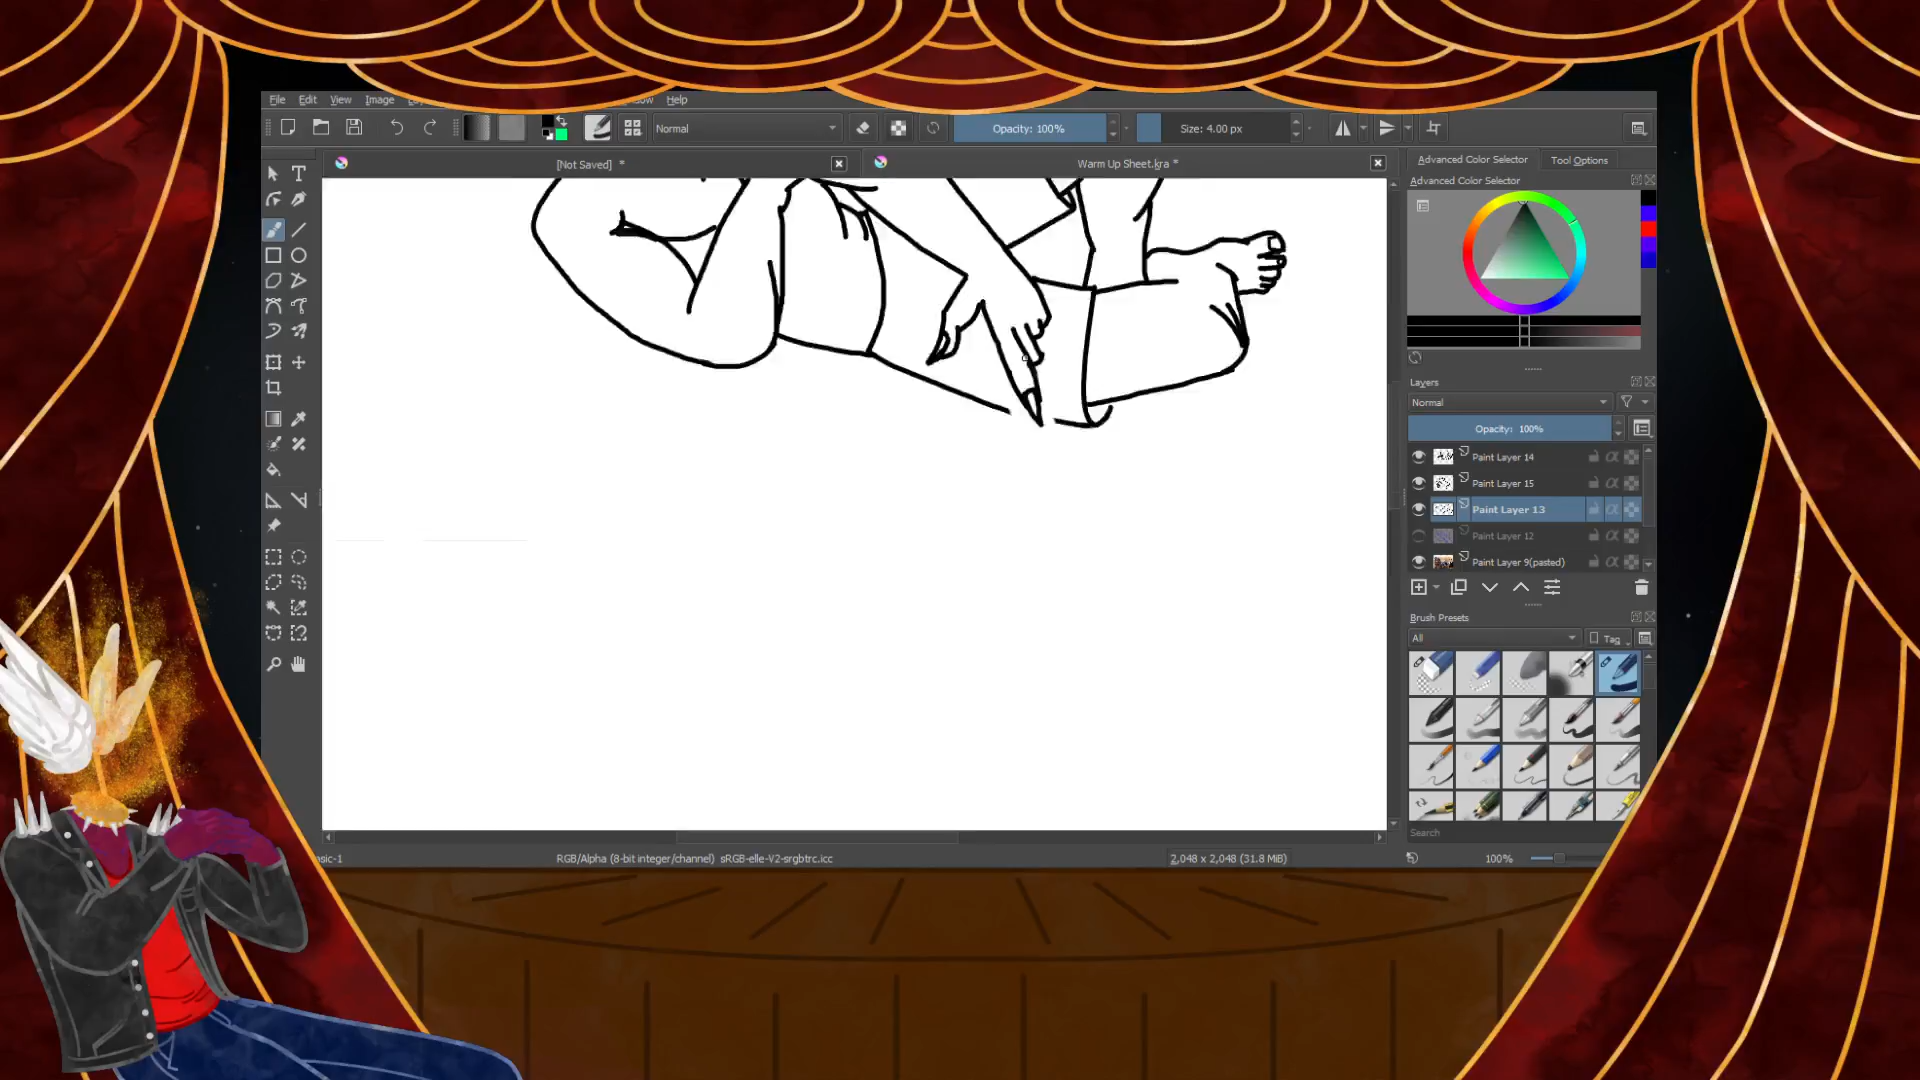 File Edit View Image Help
Normal
Opacity: 100%
Size: 4.00 px
[Not Saved] *
Warm Up Sheet.kra *
Advanced Color Selector
Tool Options
Advanced Color Selector
Layers
Normal
Opacity: 100%
Paint Layer 14
Paint Layer 15
Paint Layer 13
Paint Layer 12
Paint Layer 9(pasted)
Brush Presets
All
Tag
Search
RGB/Alpha (8-bit integer/channel) sRGB-elle-V2-srgbtrc.icc
2,048 x 2,048 (31.8 MiB)
100%